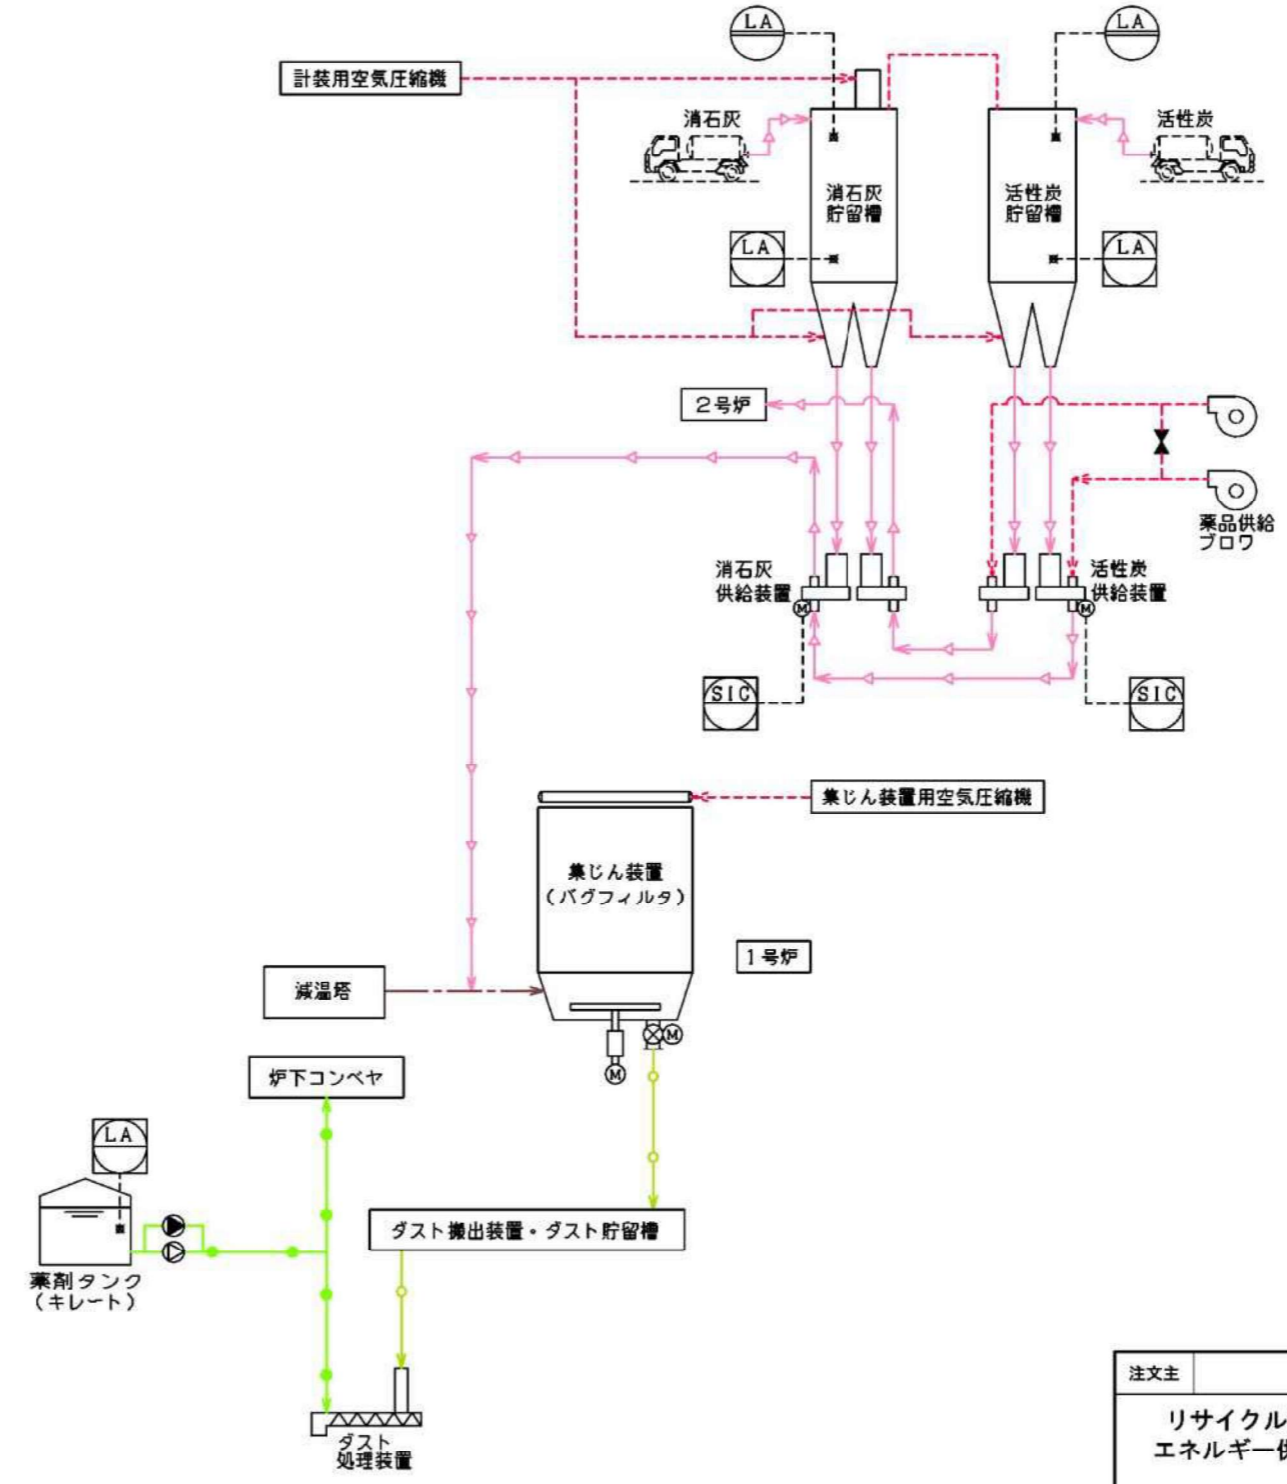 LA
LA
計装用空気圧縮機
消石灰
活性炭
消石灰
貯留槽
活性炭
貯留槽
LA
LA
2号炉
薬品供給
ブロワ
消石灰
供給装置
活性炭
供給装置
M
M
SIC
SIC
集じん装置用空気圧縮機
集じん装置
(バグフィルタ)
1号炉
減温塔
M
M
炉下コンベヤ
LA
ダスト搬出装置・ダスト貯留槽
薬剤タンク
(キレート)
ダスト
処理装置
注文主
リサイクル
エネルギー供